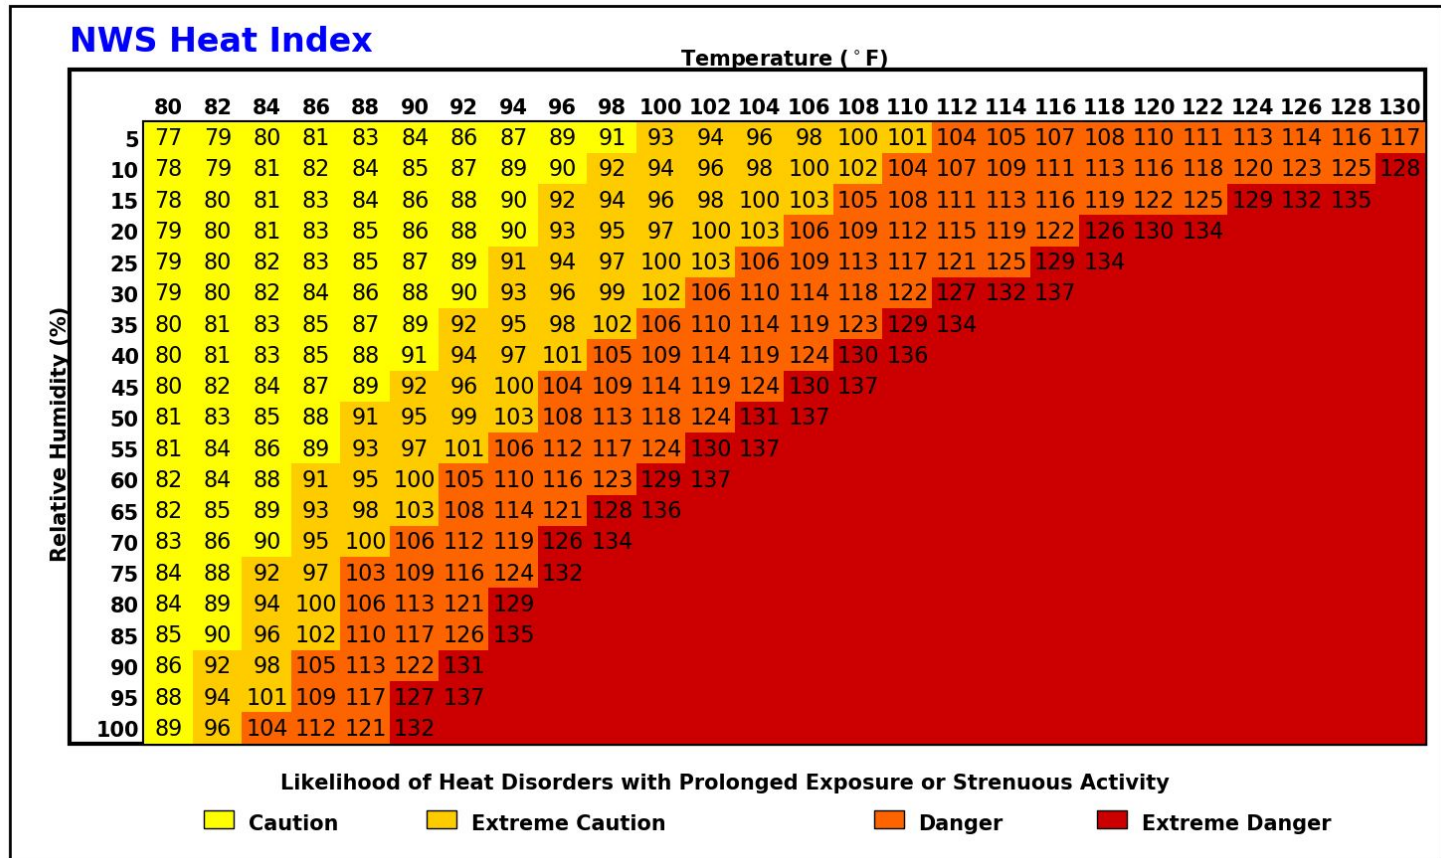 NWS Heat Index
Temperature (°F)
80 82 84 86 88 90 92 94 96 98 100 102 104 106 108 110 112 114 116 118 120 122 124 126 128 130
Relative Humidity (%)
5 77 79 80 81 83 84 86 87 89 91 93 94 96 98 100 101 104 105 107 108 110 111 113 114 116 117
10 78 79 81 82 84 85 87 89 90 92 94 96 98 100 102 104 107 109 111 113 116 118 120 123 125 128
15 78 80 81 83 84 86 88 90 92 94 96 98 100 103 105 108 111 113 116 119 122 125 129 132 135
20 79 80 81 83 85 86 88 90 93 95 97 100 103 106 109 112 115 119 122 126 130 134
25 79 80 82 83 85 87 89 91 94 97 100 103 106 109 113 117 121 125 129 134
30 79 80 82 84 86 88 90 93 96 99 102 106 110 114 118 122 127 132 137
35 80 81 83 85 87 89 92 95 98 102 106 110 114 119 123 129 134
40 80 81 83 85 88 91 94 97 101 105 109 114 119 124 130 136
45 80 82 84 87 89 92 96 100 104 109 114 119 124 130 137
50 81 83 85 88 91 95 99 103 108 113 118 124 131 137
55 81 84 86 89 93 97 101 106 112 117 124 130 137
60 82 84 88 91 95 100 105 110 116 123 129 137
65 82 85 89 93 98 103 108 114 121 128 136
70 83 86 90 95 100 106 112 119 126 134
75 84 88 92 97 103 109 116 124 132
80 84 89 94 100 106 113 121 129
85 85 90 96 102 110 117 126 135
90 86 92 98 105 113 122 131
95 88 94 101 109 117 127 137
100 89 96 104 112 121 132
Likelihood of Heat Disorders with Prolonged Exposure or Strenuous Activity
Caution Extreme Caution Danger Extreme Danger